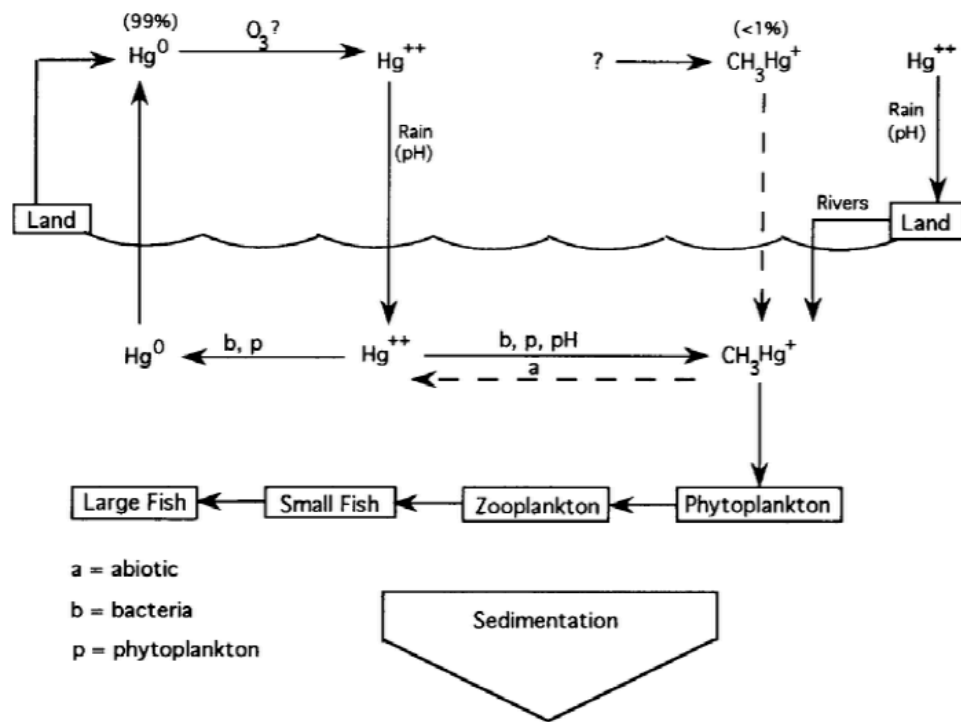 (99%)
Hg⁰
O₃?
Hg⁺⁺
?
(<1%)
CH₃Hg⁺
Hg⁺⁺
Rain
(pH)
Rain
(pH)
Land
Rivers
Land
Hg⁰
b, p
Hg⁺⁺
b, p, pH
a
CH₃Hg⁺
Large Fish
Small Fish
Zooplankton
Phytoplankton
a = abiotic
b = bacteria
p = phytoplankton
Sedimentation